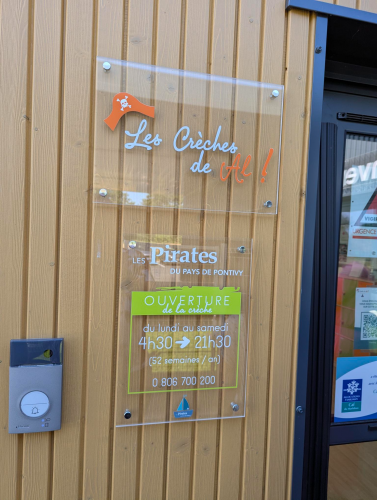 Les Crèches
de Al !
LES Pirates
DU PAYS DE PONTIVY
OUVERTURE
de la crèche
du lundi au samedi
4h30 → 21h30
(52 semaines / an)
0 806 700 200